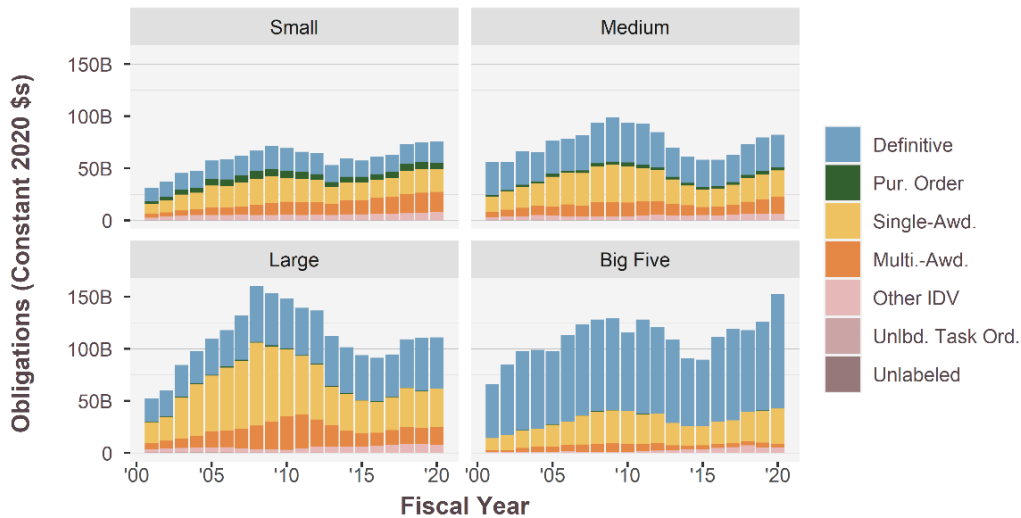 Small
Medium
150B
100B
50B
0
Large
Big Five
150B
100B
50B
0
'00
'05
'10
'15
'20
'00
'05
'10
'15
'20
Obligations (Constant 2020 $s)
Fiscal Year
Definitive
Pur. Order
Single-Awd.
Multi.-Awd.
Other IDV
Unlbd. Task Ord.
Unlabeled